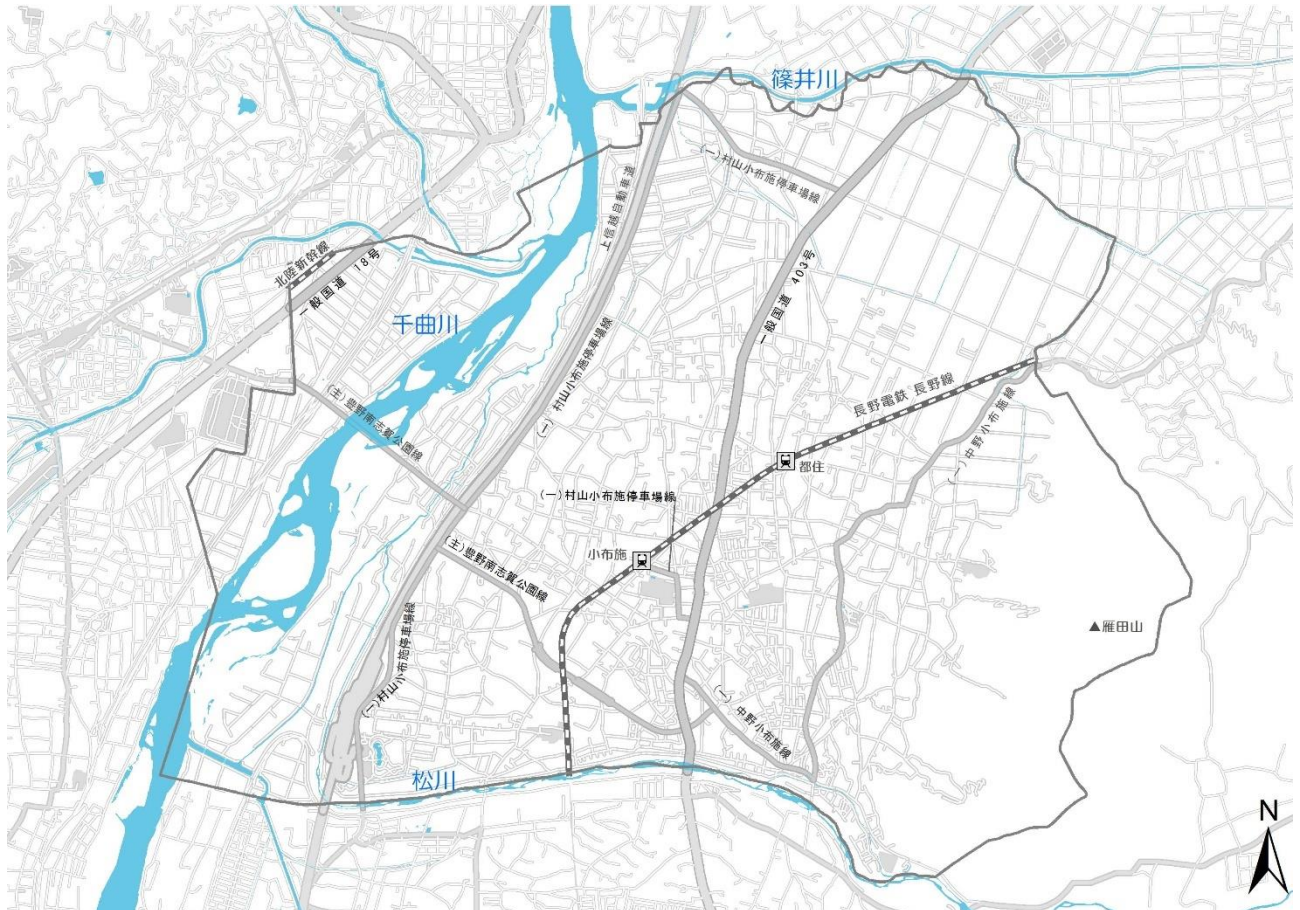 篠井川
(一)村山小布施停車場線
上信越自動車道
北陸新幹線
一般国道 18号
一般国道 403号
千曲川
(一)村山小布施停車場線
(主)豊野南志賀公園線
長野電鉄 長野線
(一)中野小布施線
都住
(一)村山小布施停車場線
小布施
(主)豊野南志賀公園線
▲雁田山
(一)村山小布施停車場線
(一)中野小布施線
松川
N